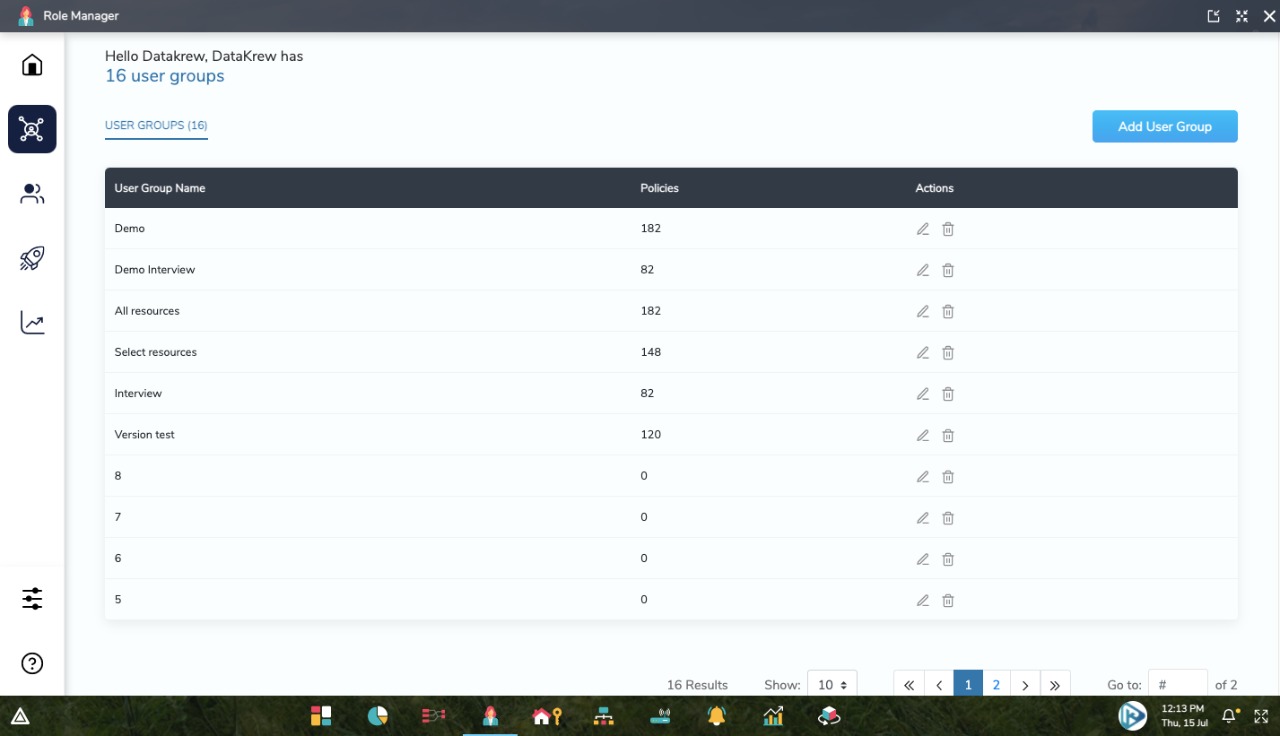 Role Manager
Hello Datakrew, DataKrew has
16 user groups
USER GROUPS (16)
Add User Group
User Group Name Policies Actions
Demo 182
Demo Interview 82
All resources 182
Select resources 148
Interview 82
Version test 120
8 0
7 0
6 0
5 0
16 Results Show: 10 « ‹ 1 2 › » Go to: # of 2
12:13 PM
Thu, 15 Jul